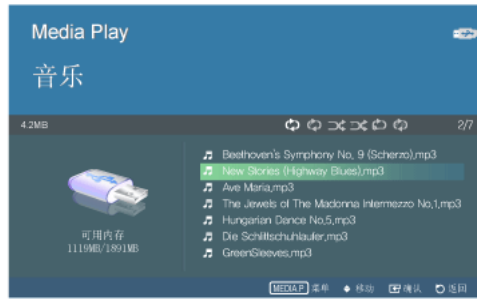 Media Play
音乐
4.2MB 2/7
Beethoven's Symphony No. 9 (Scherzo),mp3
New Stories (Highway Blues),mp3
Ave Maria,mp3
The Jewels of The Madonna Intermezzo No,1,mp3
Hungarian Dance No,5,mp3
Die Schlittschuhlaufer,mp3
GreenSleeves,mp3
可用内存
1119MB/1891MB
MEDIA.P 菜单 移动 确认 返回